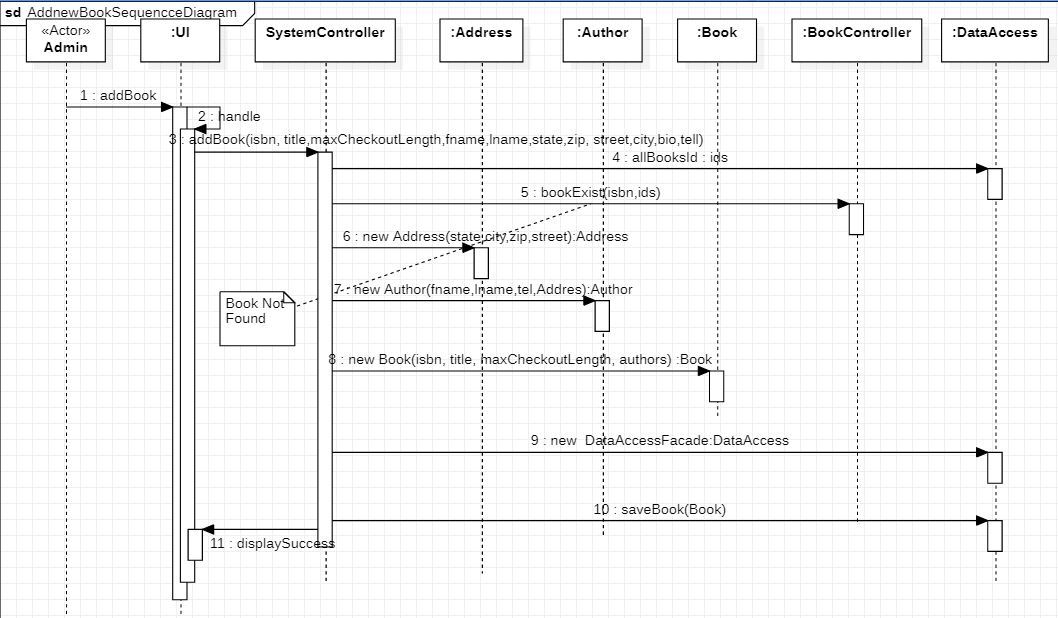 sd AddnewBookSequencceDiagram
«Actor»
Admin
:UI
SystemController
:Address
:Author
:Book
:BookController
:DataAccess
1 : addBook
2 : handle
3 : addBook(isbn, title,maxCheckoutLength,fname,lname,state,zip, street,city,bio,tell)
4 : allBooksId : ids
5 : bookExist(isbn,ids)
6 : new Address(state,city,zip,street):Address
7 : new Author(fname,lname,tel,Addres):Author
Book Not
Found
8 : new Book(isbn, title, maxCheckoutLength, authors) :Book
9 : new  DataAccessFacade:DataAccess
10 : saveBook(Book)
11 : displaySuccess